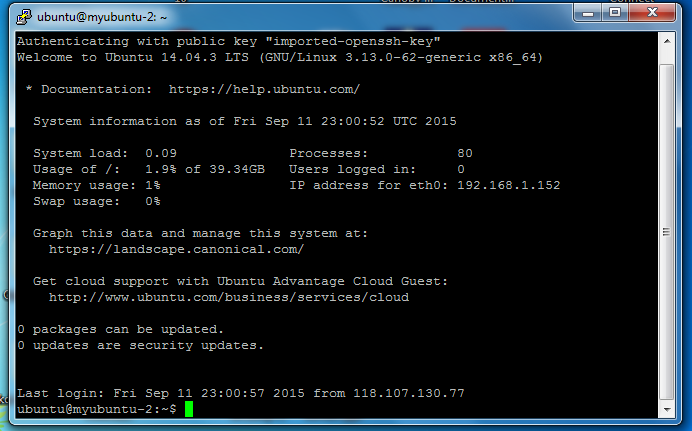 ubuntu@myubuntu-2: ~
Authenticating with public key "imported-openssh-key"
Welcome to Ubuntu 14.04.3 LTS (GNU/Linux 3.13.0-62-generic x86_64)
* Documentation:  https://help.ubuntu.com/
System information as of Fri Sep 11 23:00:52 UTC 2015
System load:  0.09              Processes:           80
Usage of /:   1.9% of 39.34GB   Users logged in:     0
Memory usage: 1%                IP address for eth0: 192.168.1.152
Swap usage:   0%
Graph this data and manage this system at:
https://landscape.canonical.com/
Get cloud support with Ubuntu Advantage Cloud Guest:
http://www.ubuntu.com/business/services/cloud
0 packages can be updated.
0 updates are security updates.
Last login: Fri Sep 11 23:00:57 2015 from 118.107.130.77
ubuntu@myubuntu-2:~$